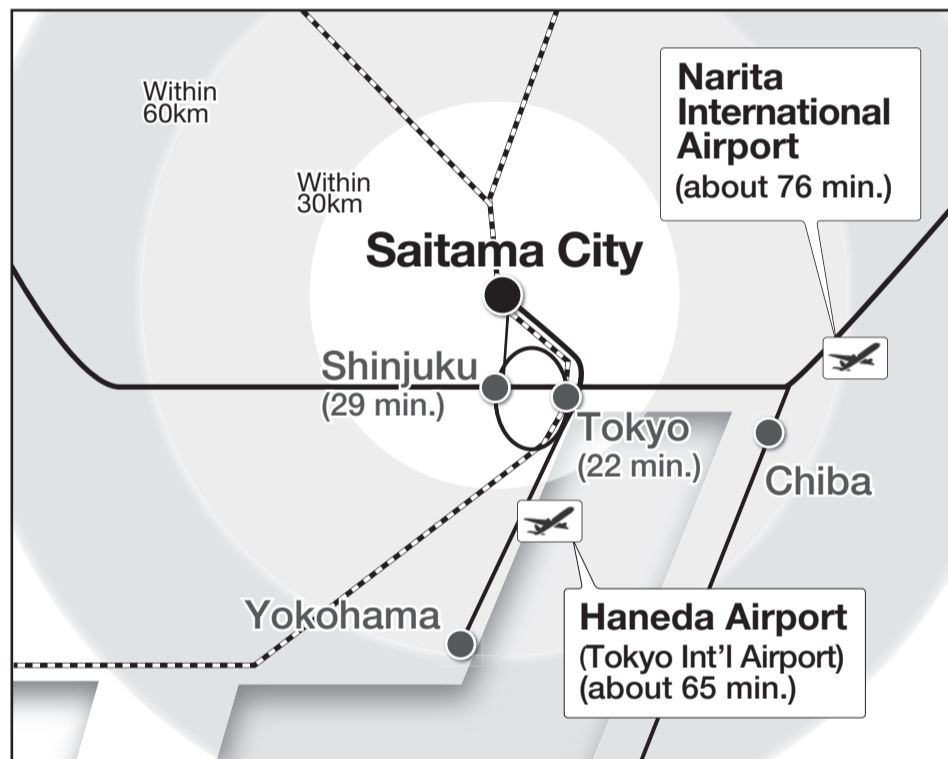 Within
60km
Narita
International
Airport
(about 76 min.)
Within
30km
Saitama City
Shinjuku
(29 min.)
Tokyo
(22 min.)
Chiba
Yokohama
Haneda Airport
(Tokyo Int'l Airport)
(about 65 min.)